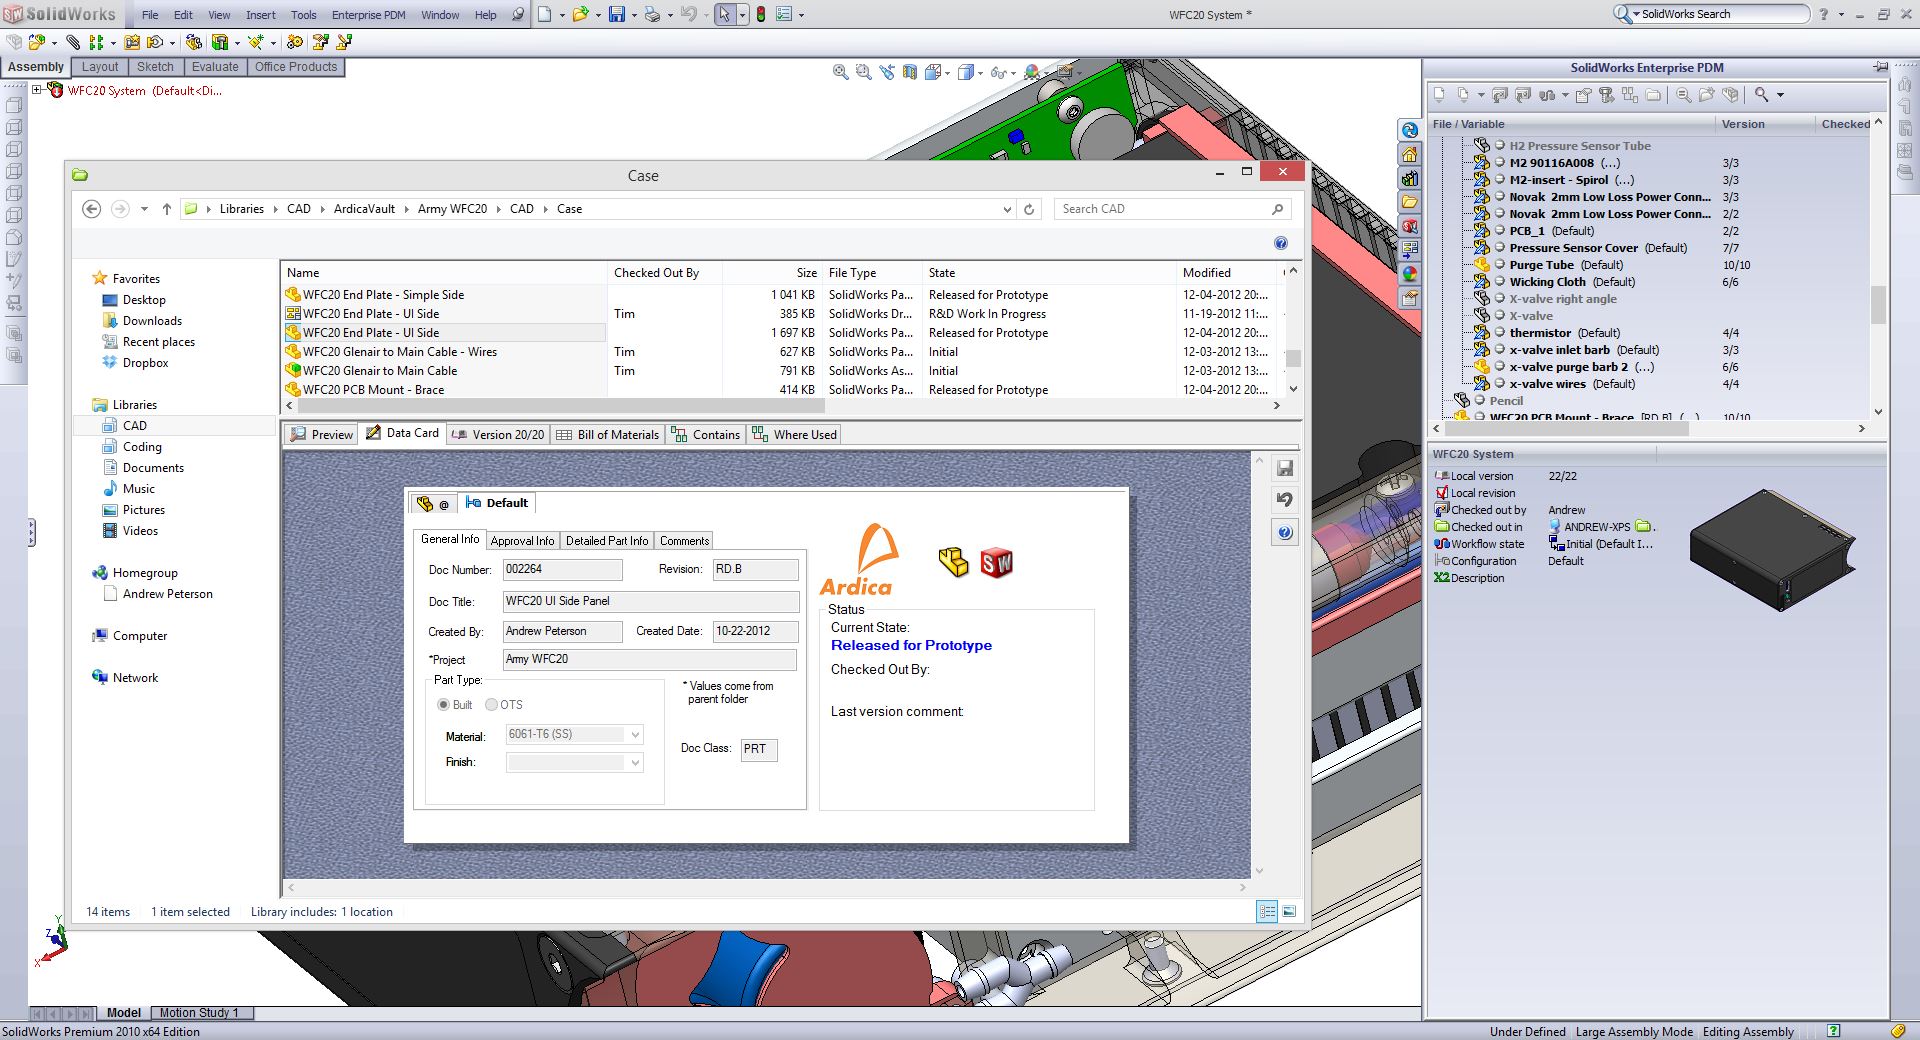 SolidWorks File Edit View Insert Tools Enterprise PDM Window Help WFC20 System * SolidWorks Search
Assembly Layout Sketch Evaluate Office Products
WFC20 System (Default<Di...
SolidWorks Enterprise PDM
File / Variable Version Checked
H2 Pressure Sensor Tube
M2 90116A008 (...) 3/3
M2-insert - Spirol (...) 3/3
Novak 2mm Low Loss Power Conn... 3/3
Novak 2mm Low Loss Power Conn... 2/2
PCB_1 (Default) 2/2
Pressure Sensor Cover (Default) 7/7
Purge Tube (Default) 10/10
Wicking Cloth (Default) 6/6
X-valve right angle
X-valve
thermistor (Default) 4/4
x-valve inlet barb (Default) 3/3
x-valve purge barb 2 (...) 6/6
x-valve wires (Default) 4/4
Pencil
WFC20 PCB Mount - Brace [RD.B] (...) 10/10
WFC20 System
Local version 22/22
Local revision
Checked out by Andrew
Checked out in ANDREW-XPS
Workflow state Initial (Default I...
Configuration Default
Description
Case
Libraries CAD ArdicaVault Army WFC20 CAD Case Search CAD
Favorites
Desktop
Downloads
Recent places
Dropbox
Libraries
CAD
Coding
Documents
Music
Pictures
Videos
Homegroup
Andrew Peterson
Computer
Network
Name Checked Out By Size File Type State Modified
WFC20 End Plate - Simple Side 1 041 KB SolidWorks Pa... Released for Prototype 12-04-2012 20:...
WFC20 End Plate - UI Side Tim 385 KB SolidWorks Dr... R&D Work In Progress 11-19-2012 11:...
WFC20 End Plate - UI Side 1 697 KB SolidWorks Pa... Released for Prototype 12-04-2012 20:...
WFC20 Glenair to Main Cable - Wires Tim 627 KB SolidWorks Pa... Initial 12-03-2012 13:...
WFC20 Glenair to Main Cable Tim 791 KB SolidWorks As... Initial 12-03-2012 13:...
WFC20 PCB Mount - Brace 414 KB SolidWorks Pa... Released for Prototype 12-04-2012 20:...
Preview Data Card Version 20/20 Bill of Materials Contains Where Used
@ Default
General Info Approval Info Detailed Part Info Comments
Doc Number: 002264 Revision: RD.B
Doc Title: WFC20 UI Side Panel
Created By: Andrew Peterson Created Date: 10-22-2012
*Project Army WFC20
Part Type:
Built OTS
Material: 6061-T6 (SS)
Finish:
* Values come from
parent folder
Doc Class: PRT
Ardica
SW
Status
Current State:
Released for Prototype
Checked Out By:
Last version comment:
14 items 1 item selected Library includes: 1 location
Y
Z
X
Model Motion Study 1
SolidWorks Premium 2010 x64 Edition Under Defined Large Assembly Mode Editing Assembly